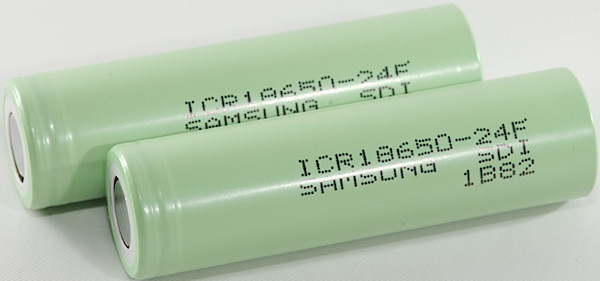 ICR18650-24F
SAMSUNG SDI
ICR18650-24F
SAMSUNG SDI
1B82